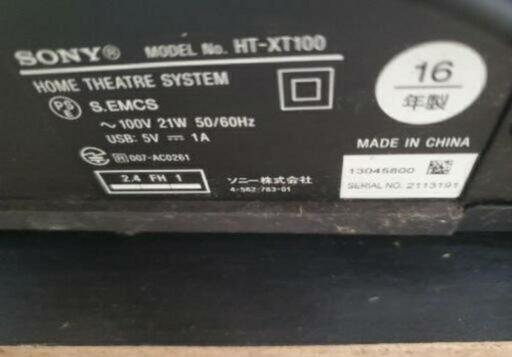 SONY® MODEL No. HT-XT100
HOME THEATRE SYSTEM
PS
E
S.EMCS
~ 100V 21W 50/60Hz
USB: 5V ⎓ 1A
R 007-AC0261
2.4 FH 1
ソニー株式会社
4-562-763-01
16
年製
MADE IN CHINA
13045800
SERIAL NO. 2113191